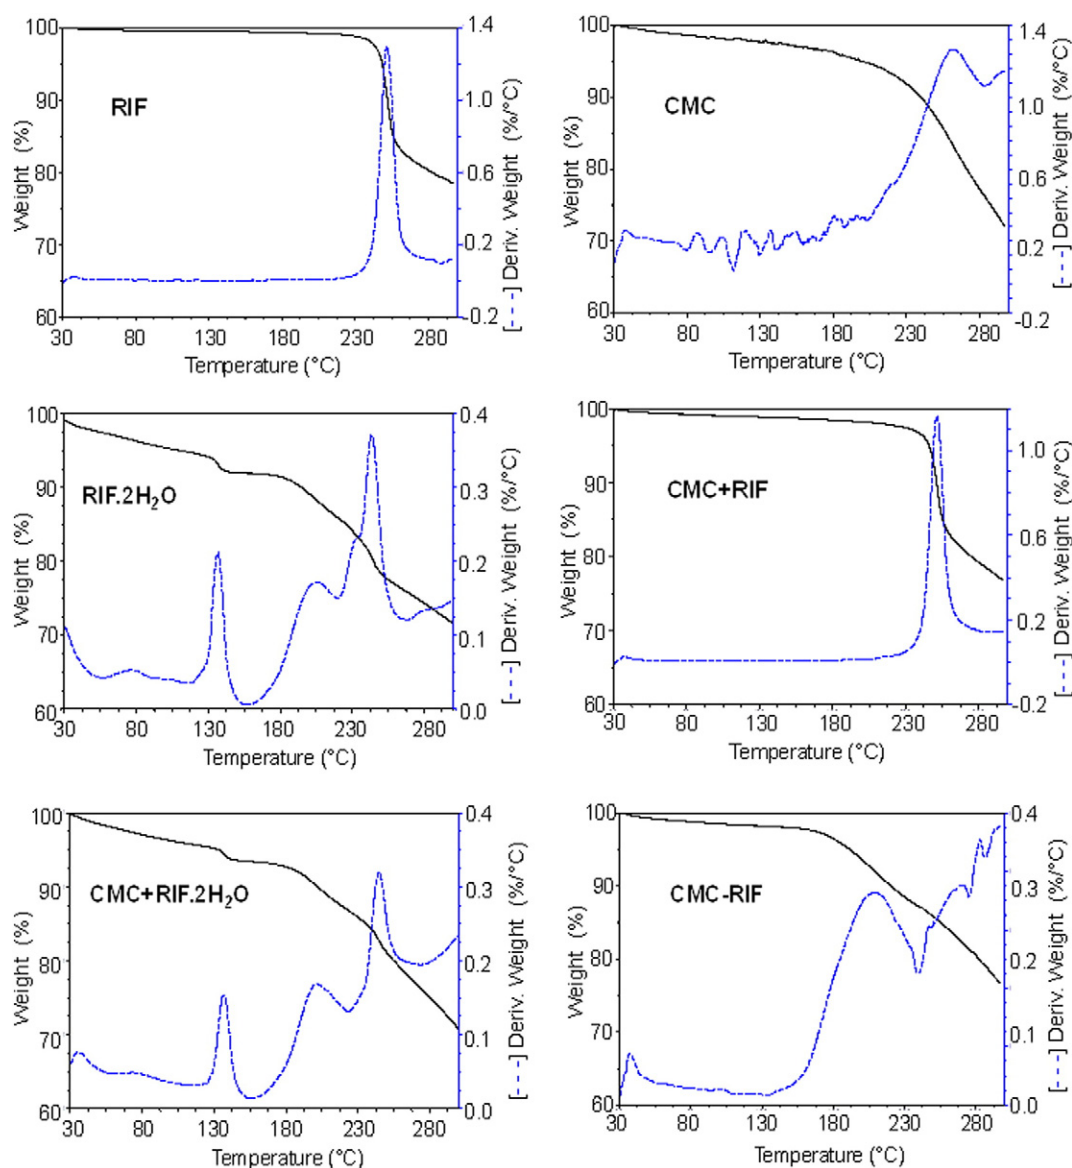 RIF
Weight (%)
100
90
80
70
60
30 80 130 180 230 280
Temperature (°C)
1.4
1.0
0.6
0.2
-0.2
[---] Deriv. Weight (%/°C)
CMC
Weight (%)
100
90
80
70
60
30 80 130 180 230 280
Temperature (°C)
1.4
1.0
0.6
0.2
-0.2
[---] Deriv. Weight (%/°C)
RIF.2H₂O
Weight (%)
100
90
80
70
60
30 80 130 180 230 280
Temperature (°C)
0.4
0.3
0.2
0.1
0.0
[---] Deriv. Weight (%/°C)
CMC+RIF
Weight (%)
100
90
80
70
60
30 80 130 180 230 280
Temperature (°C)
1.0
0.6
0.2
-0.2
[---] Deriv. Weight (%/°C)
CMC+RIF.2H₂O
Weight (%)
100
90
80
70
60
30 80 130 180 230 280
Temperature (°C)
0.4
0.3
0.2
0.1
0.0
[---] Deriv. Weight (%/°C)
CMC-RIF
Weight (%)
100
90
80
70
60
30 80 130 180 230 280
Temperature (°C)
0.4
0.3
0.2
0.1
0.0
[---] Deriv. Weight (%/°C)